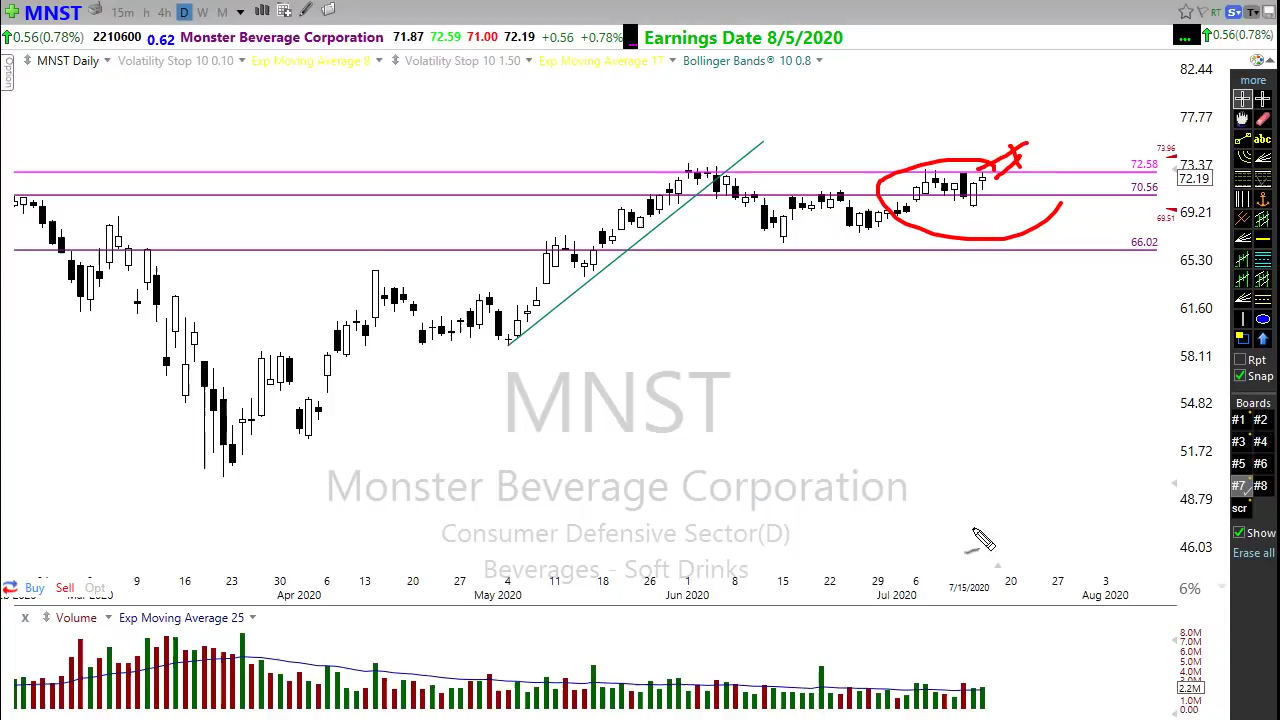 MNST 15m h 4h D W M RT S T
0.56(0.78%) 2210600 0.62 Monster Beverage Corporation 71.87 72.59 71.00 72.19 +0.56 +0.78% ... Earnings Date 8/5/2020 ... 0.56(0.78%)
Option
MNST Daily Volatility Stop 10 0.10 Exp Moving Average 8 Volatility Stop 10 1.50 Exp Moving Average 17 Bollinger Bands® 10 0.8
82.44
77.77
73.96
72.58 73.37
72.19
70.56
69.51 69.21
66.02
65.30
61.60
58.11
54.82
51.72
48.79
46.03
more
abc
Rpt
Snap
Boards
#1 #2
#3 #4
#5 #6
#7 #8
scr
Show
Erase all
MNST
Monster Beverage Corporation
Consumer Defensive Sector(D)
Beverages - Soft Drinks
9 16 23 30 6 13 20 27 4 11 18 26 1 8 15 22 29 6 7/15/2020 20 27 3
Buy Sell Opt
Apr 2020 May 2020 Jun 2020 Jul 2020 Aug 2020
6%
x Volume Exp Moving Average 25
8.0M
7.0M
6.0M
5.0M
4.0M
2.2M
1.0M
0.00